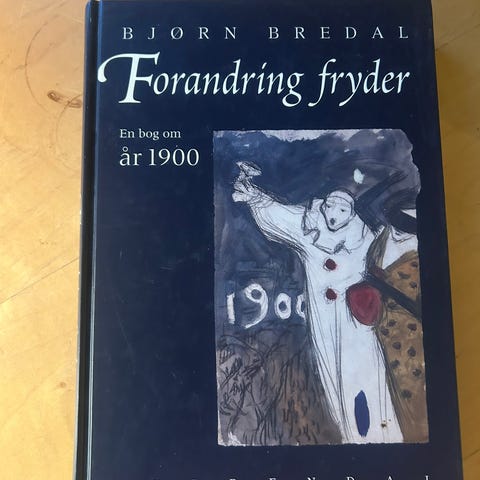 BJØRN BREDAL
Forandring fryder
En bog om
år 1900
1900